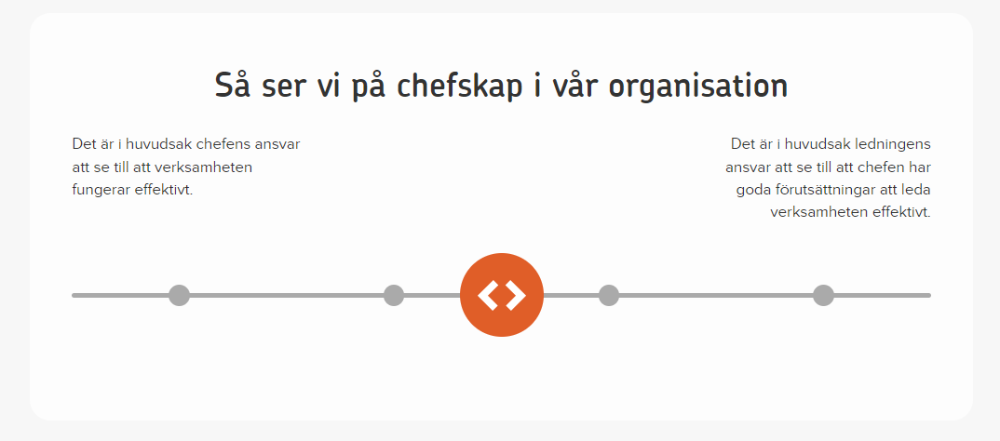 Så ser vi på chefskap i vår organisation
Det är i huvudsak chefens ansvar
att se till att verksamheten
fungerar effektivt.
Det är i huvudsak ledningens
ansvar att se till att chefen har
goda förutsättningar att leda
verksamheten effektivt.